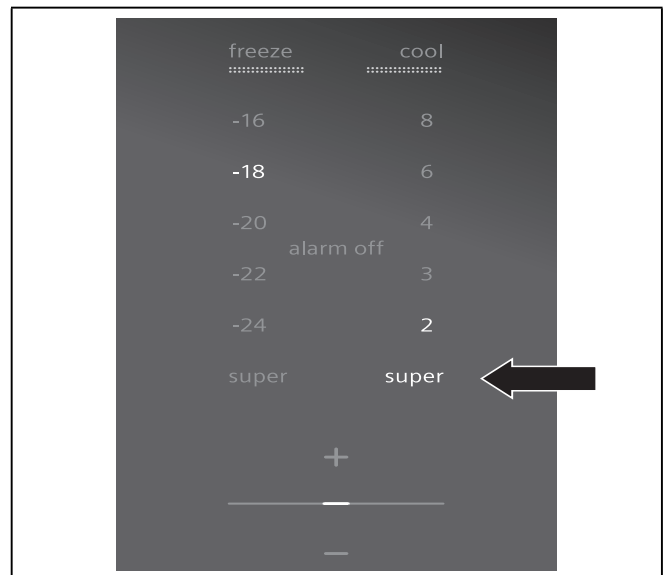 freeze cool
-16 8
-18 6
-20 4
alarm off
-22 3
-24 2
super super
+
–